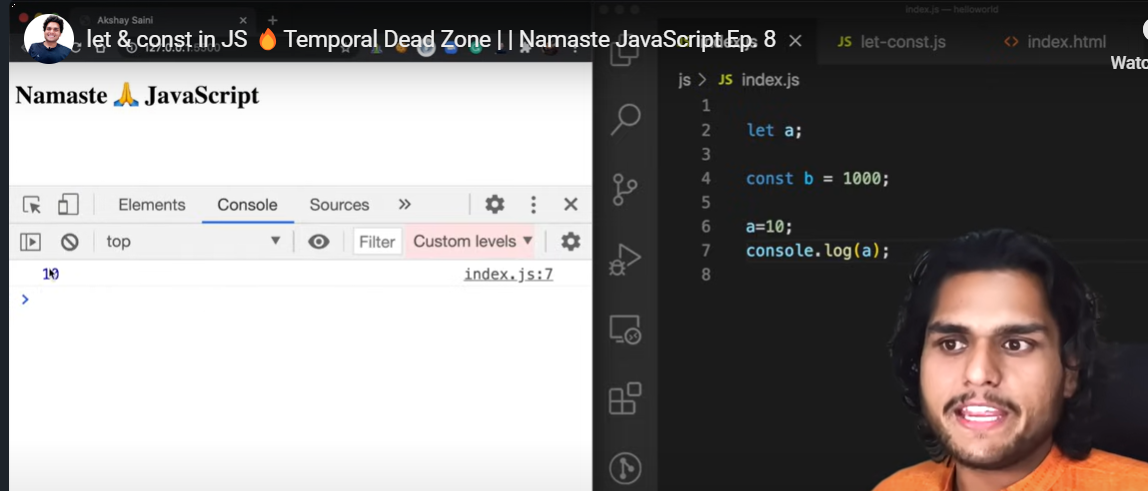 index.js — helloworld
Akshay Saini
let & const in JS 🔥 Temporal Dead Zone | | Namaste JavaScript Ep. 8
JS let-const.js
<> index.html
Watc
Namaste 🙏 JavaScript
js > JS index.js
1
2 let a;
3
4 const b = 1000;
5
6 a=10;
7 console.log(a);
8
Elements Console Sources »
top Filter Custom levels
10 index.js:7
>